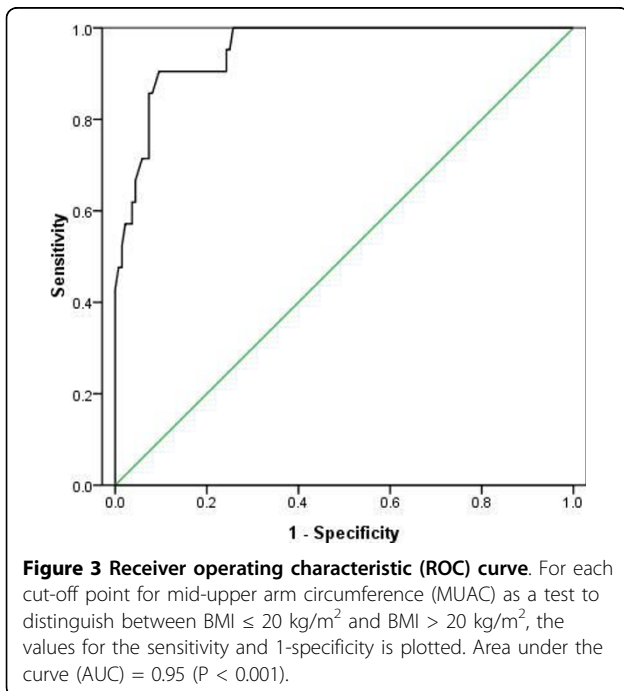 1.0
0.8
0.6
0.4
0.2
0.0
Sensitivity
0.0 0.2 0.4 0.6 0.8 1.0
1 - Specificity
Figure 3 Receiver operating characteristic (ROC) curve. For each
cut-off point for mid-upper arm circumference (MUAC) as a test to
distinguish between BMI ≤ 20 kg/m² and BMI > 20 kg/m², the
values for the sensitivity and 1-specificity is plotted. Area under the
curve (AUC) = 0.95 (P < 0.001).